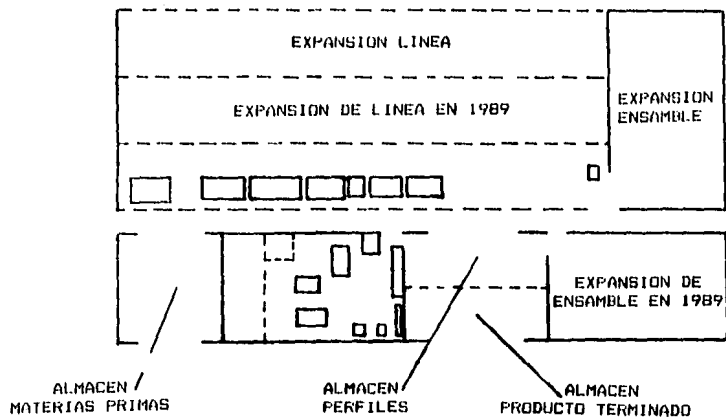 EXPANSION LINEA
EXPANSION DE LINEA EN 1989
EXPANSION
ENSAMBLE
EXPANSION DE
ENSAMBLE EN 1989
ALMACEN
MATERIAS PRIMAS
ALMACEN
PERFILES
ALMACEN
PRODUCTO TERMINADO